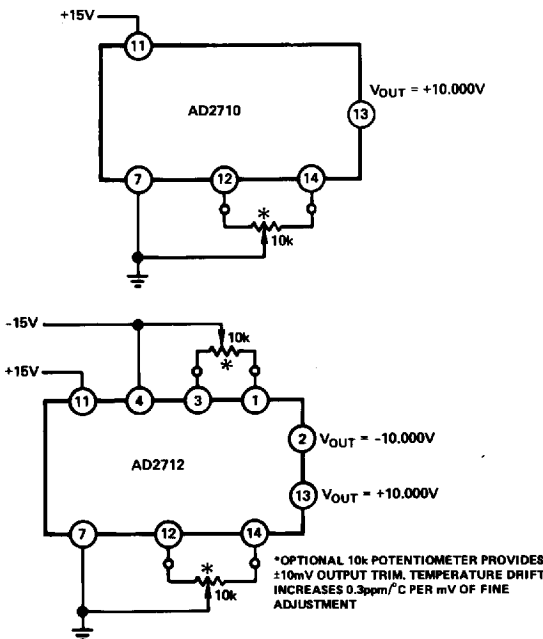 +15V
11
VOUT = +10.000V
AD2710
13
7
12
14
*
10k
-15V
10k
*
+15V
11
4
3
1
2
VOUT = -10.000V
AD2712
13
VOUT = +10.000V
7
12
14
*
10k
*OPTIONAL 10k POTENTIOMETER PROVIDES
±10mV OUTPUT TRIM. TEMPERATURE DRIFT
INCREASES 0.3ppm/°C PER mV OF FINE
ADJUSTMENT